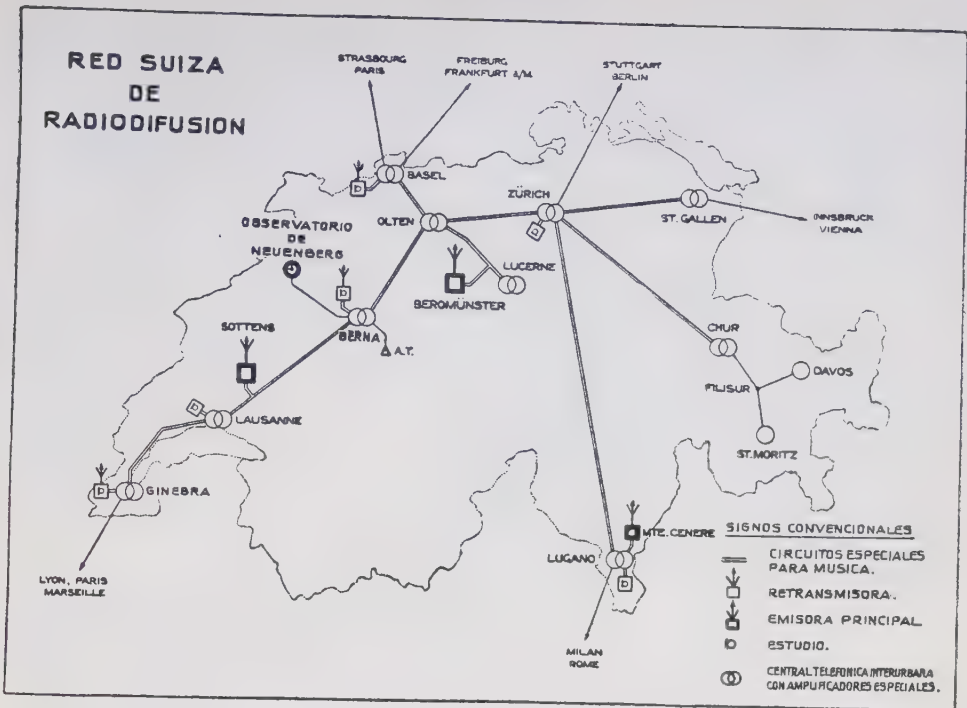 RED SUIZA
DE
RADIODIFUSION
STRASBOURG
PARIS
FREIBURG
FRANKFURT a/M.
STUTTGART
BERLIN
BASEL
ZÜRICH
OLTEN
ST. GALLEN
INNSBRUCK
VIENNA
OBSERVATORIO
DE
NEUENBERG
LUCERNE
BEROMÜNSTER
BERNA
A.T.
SOTTENS
CHUR
DAVOS
FILISUR
LAUSANNE
ST. MORITZ
GINEBRA
MTE. CENERE
LUGANO
LYON, PARIS
MARSEILLE
MILAN
ROME
SIGNOS CONVENCIONALES
CIRCUITOS ESPECIALES
PARA MUSICA.
RETRANSMISORA.
EMISORA PRINCIPAL
ESTUDIO.
CENTRAL TELEFONICA INTERURBARA
CON AMPLIFICADORES ESPECIALES.